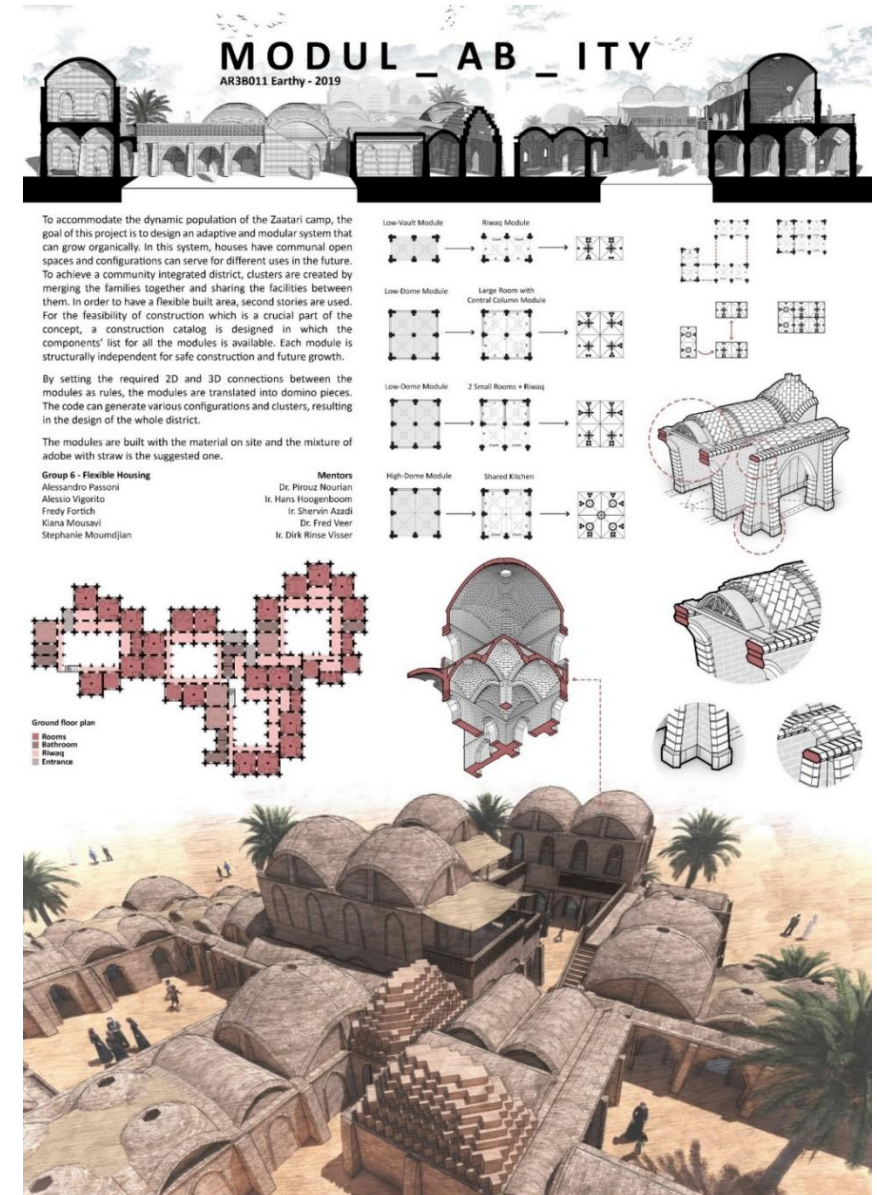 MODUL_AB_ITY
AR3B011 Earthy - 2019
To accommodate the dynamic population of the Zaatari camp, the
goal of this project is to design an adaptive and modular system that
can grow organically. In this system, houses have communal open
spaces and configurations can serve for different uses in the future.
To achieve a community integrated district, clusters are created by
merging the families together and sharing the facilities between
them. In order to have a flexible built area, second stories are used.
For the feasibility of construction which is a crucial part of the
concept, a construction catalog is designed in which the
components' list for all the modules is available. Each module is
structurally independent for safe construction and future growth.
By setting the required 2D and 3D connections between the
modules as rules, the modules are translated into domino pieces.
The code can generate various configurations and clusters, resulting
in the design of the whole district.
The modules are built with the material on site and the mixture of
adobe with straw is the suggested one.
Group 6 - Flexible Housing
Alessandro Passoni
Alessio Vigorito
Fredy Fortich
Kiana Mousavi
Stephanie Moumdjian
Mentors
Dr. Pirouz Nourian
Ir. Hans Hoogenboom
Ir. Shervin Azadi
Dr. Fred Veer
Ir. Dirk Rinse Visser
Low-Vault Module
Riwaq Module
Low-Dome Module
Large Room with
Central Column Module
Low-Dome Module
2 Small Rooms + Riwaq
High-Dome Module
Shared Kitchen
Ground floor plan
Rooms
Bathroom
Riwaq
Entrance